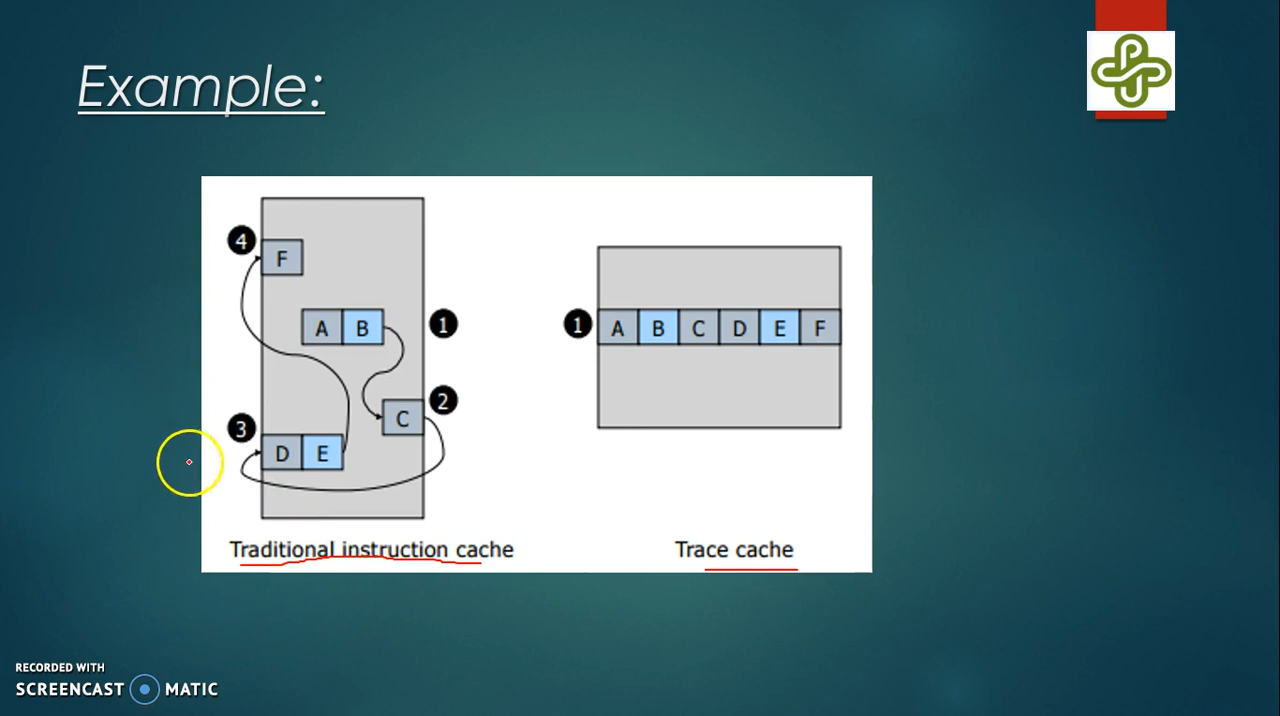 Example:
4
F
A B
1
2
C
3
D E
Traditional instruction cache
1
A B C D E F
Trace cache
RECORDED WITH
SCREENCAST MATIC